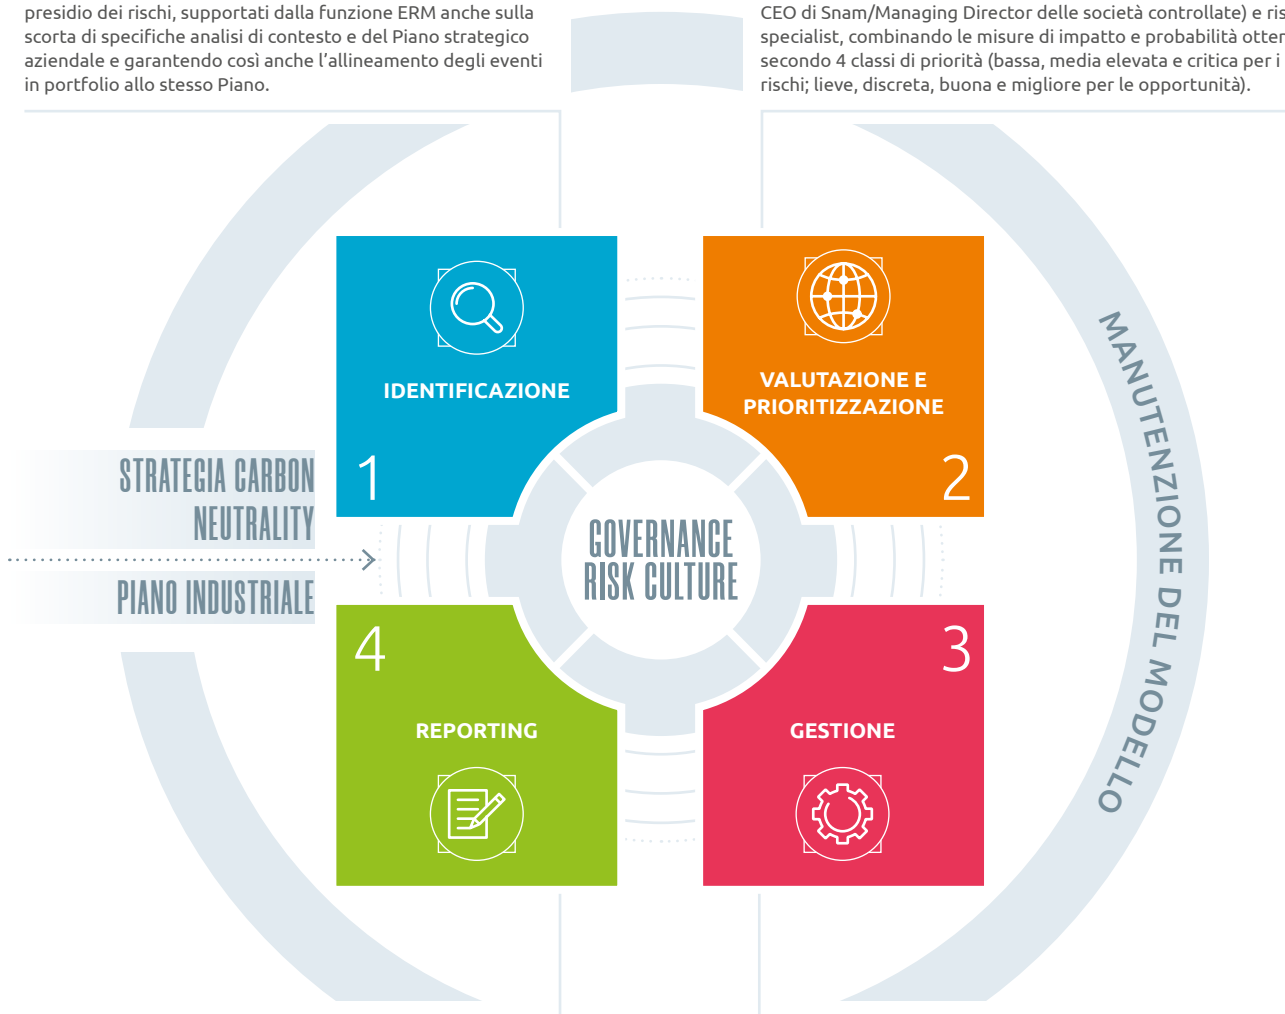 presidio dei rischi, supportati dalla funzione ERM anche sulla
scorta di specifiche analisi di contesto e del Piano strategico
aziendale e garantendo così anche l'allineamento degli eventi
in portfolio allo stesso Piano.
CEO di Snam/Managing Director delle società controllate) e
specialist, combinando le misure di impatto e probabilità
secondo 4 classi di priorità (bassa, media elevata e critica per i
rischi; lieve, discreta, buona e migliore per le opportunità).
IDENTIFICAZIONE
1
VALUTAZIONE E
PRIORITIZZAZIONE
2
STRATEGIA CARBON
NEUTRALITY
PIANO INDUSTRIALE
GOVERNANCE
RISK CULTURE
MANUTENZIONE DEL MODELLO
4
REPORTING
3
GESTIONE